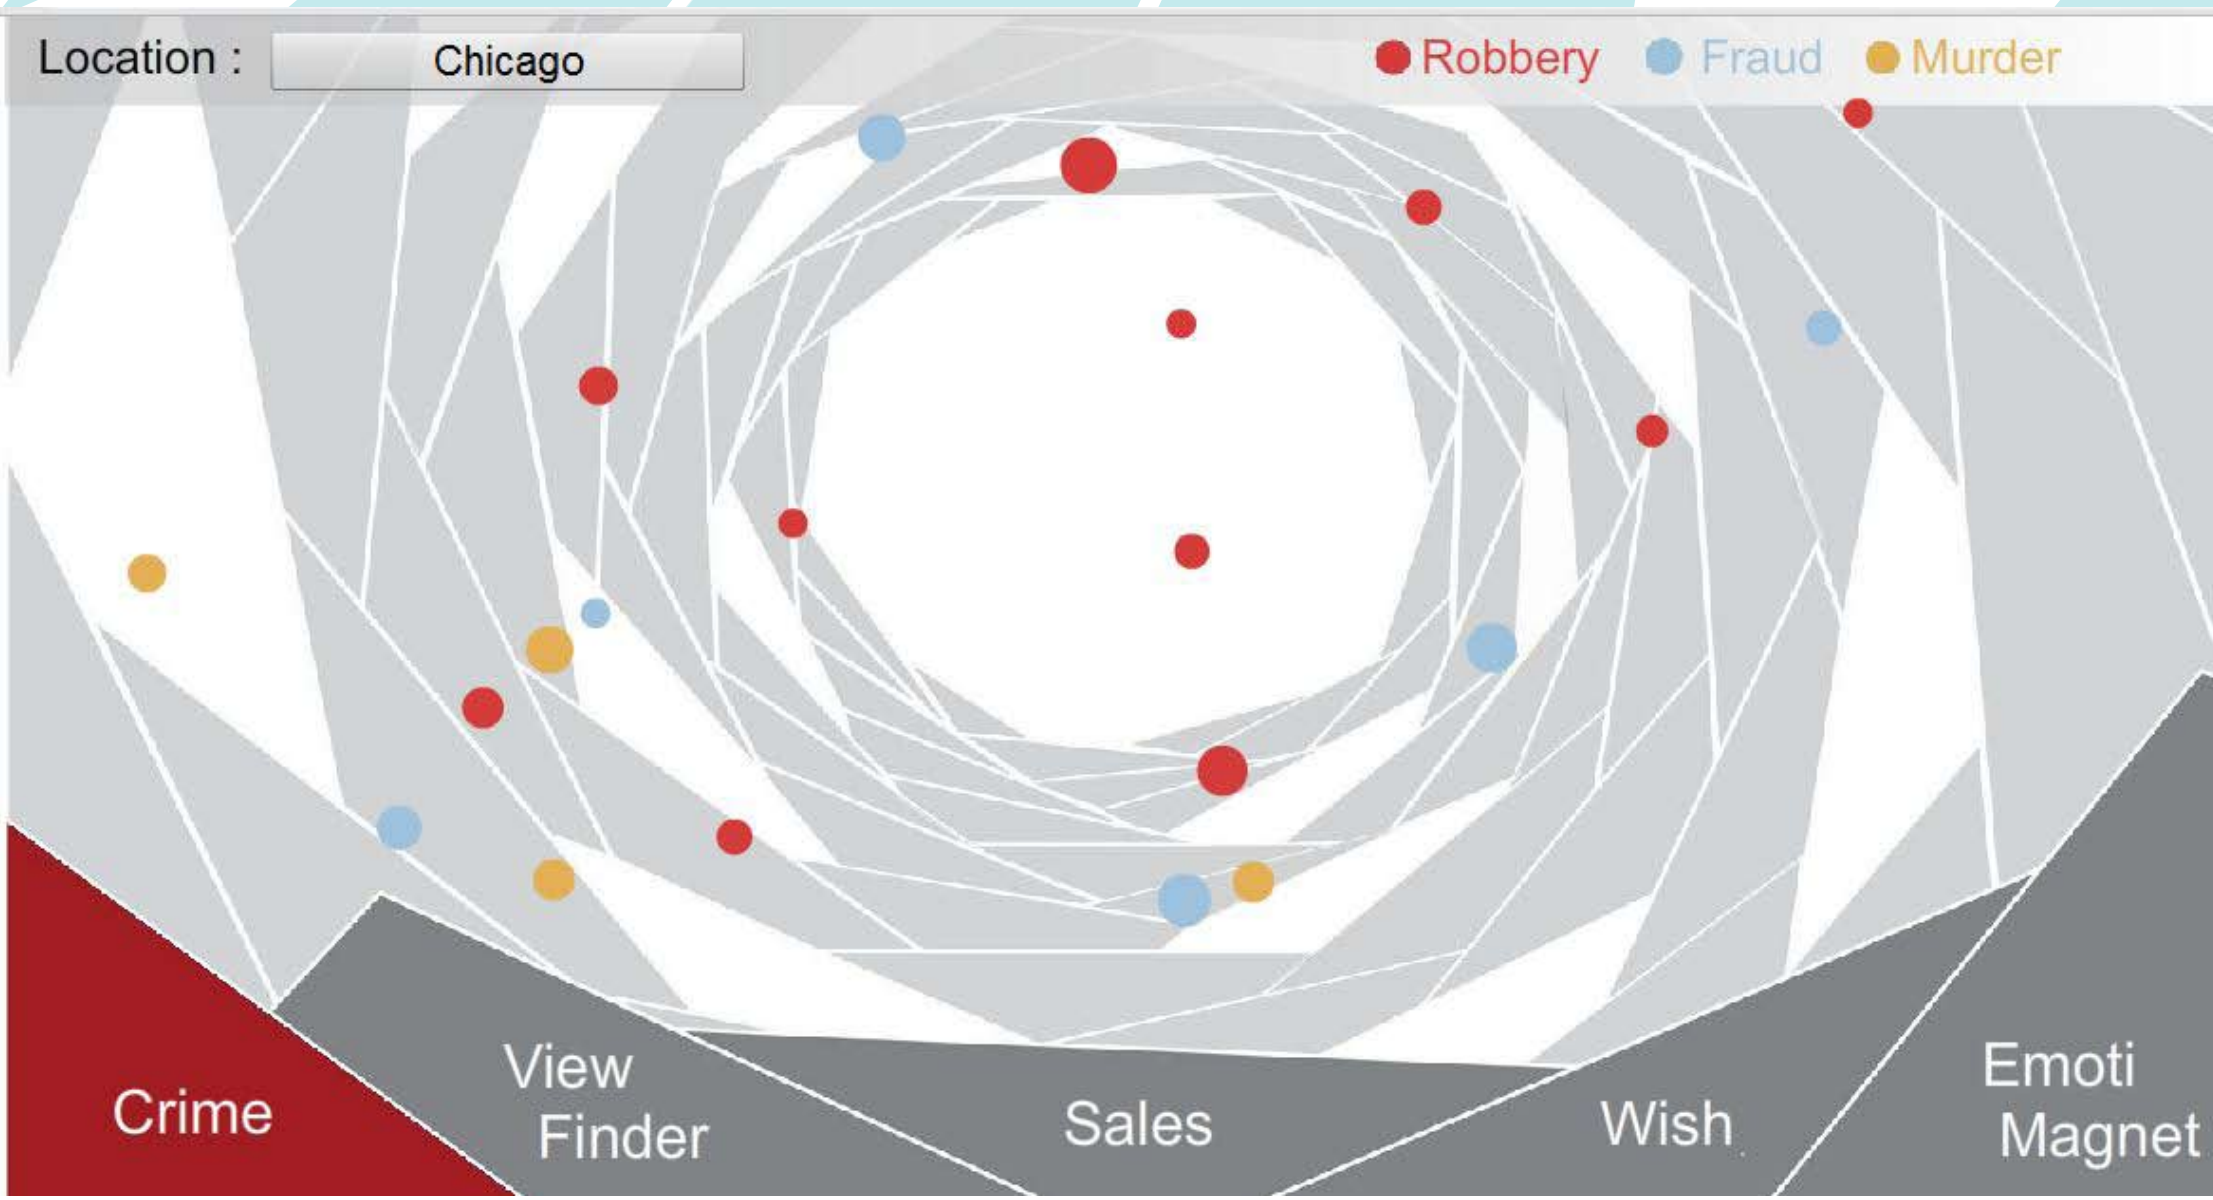 Location : Chicago Robbery Fraud Murder
Crime
View
Finder
Sales
Wish
Emoti
Magnet